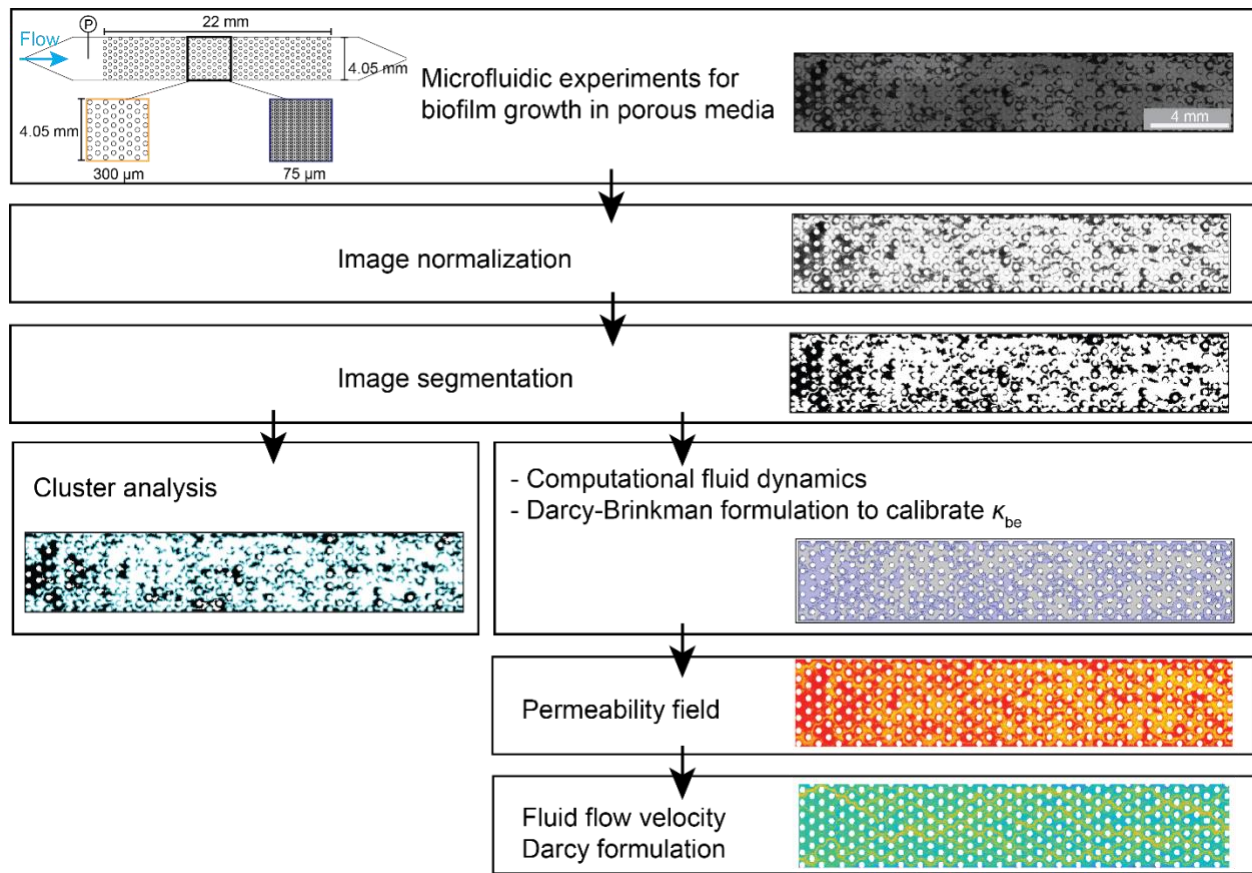 22 mm
P
Flow
4.05 mm
4.05 mm
300 µm
75 µm
Microfluidic experiments for
biofilm growth in porous media
4 mm
Image normalization
Image segmentation
Cluster analysis
- Computational fluid dynamics
- Darcy-Brinkman formulation to calibrate κbe
Permeability field
Fluid flow velocity
Darcy formulation